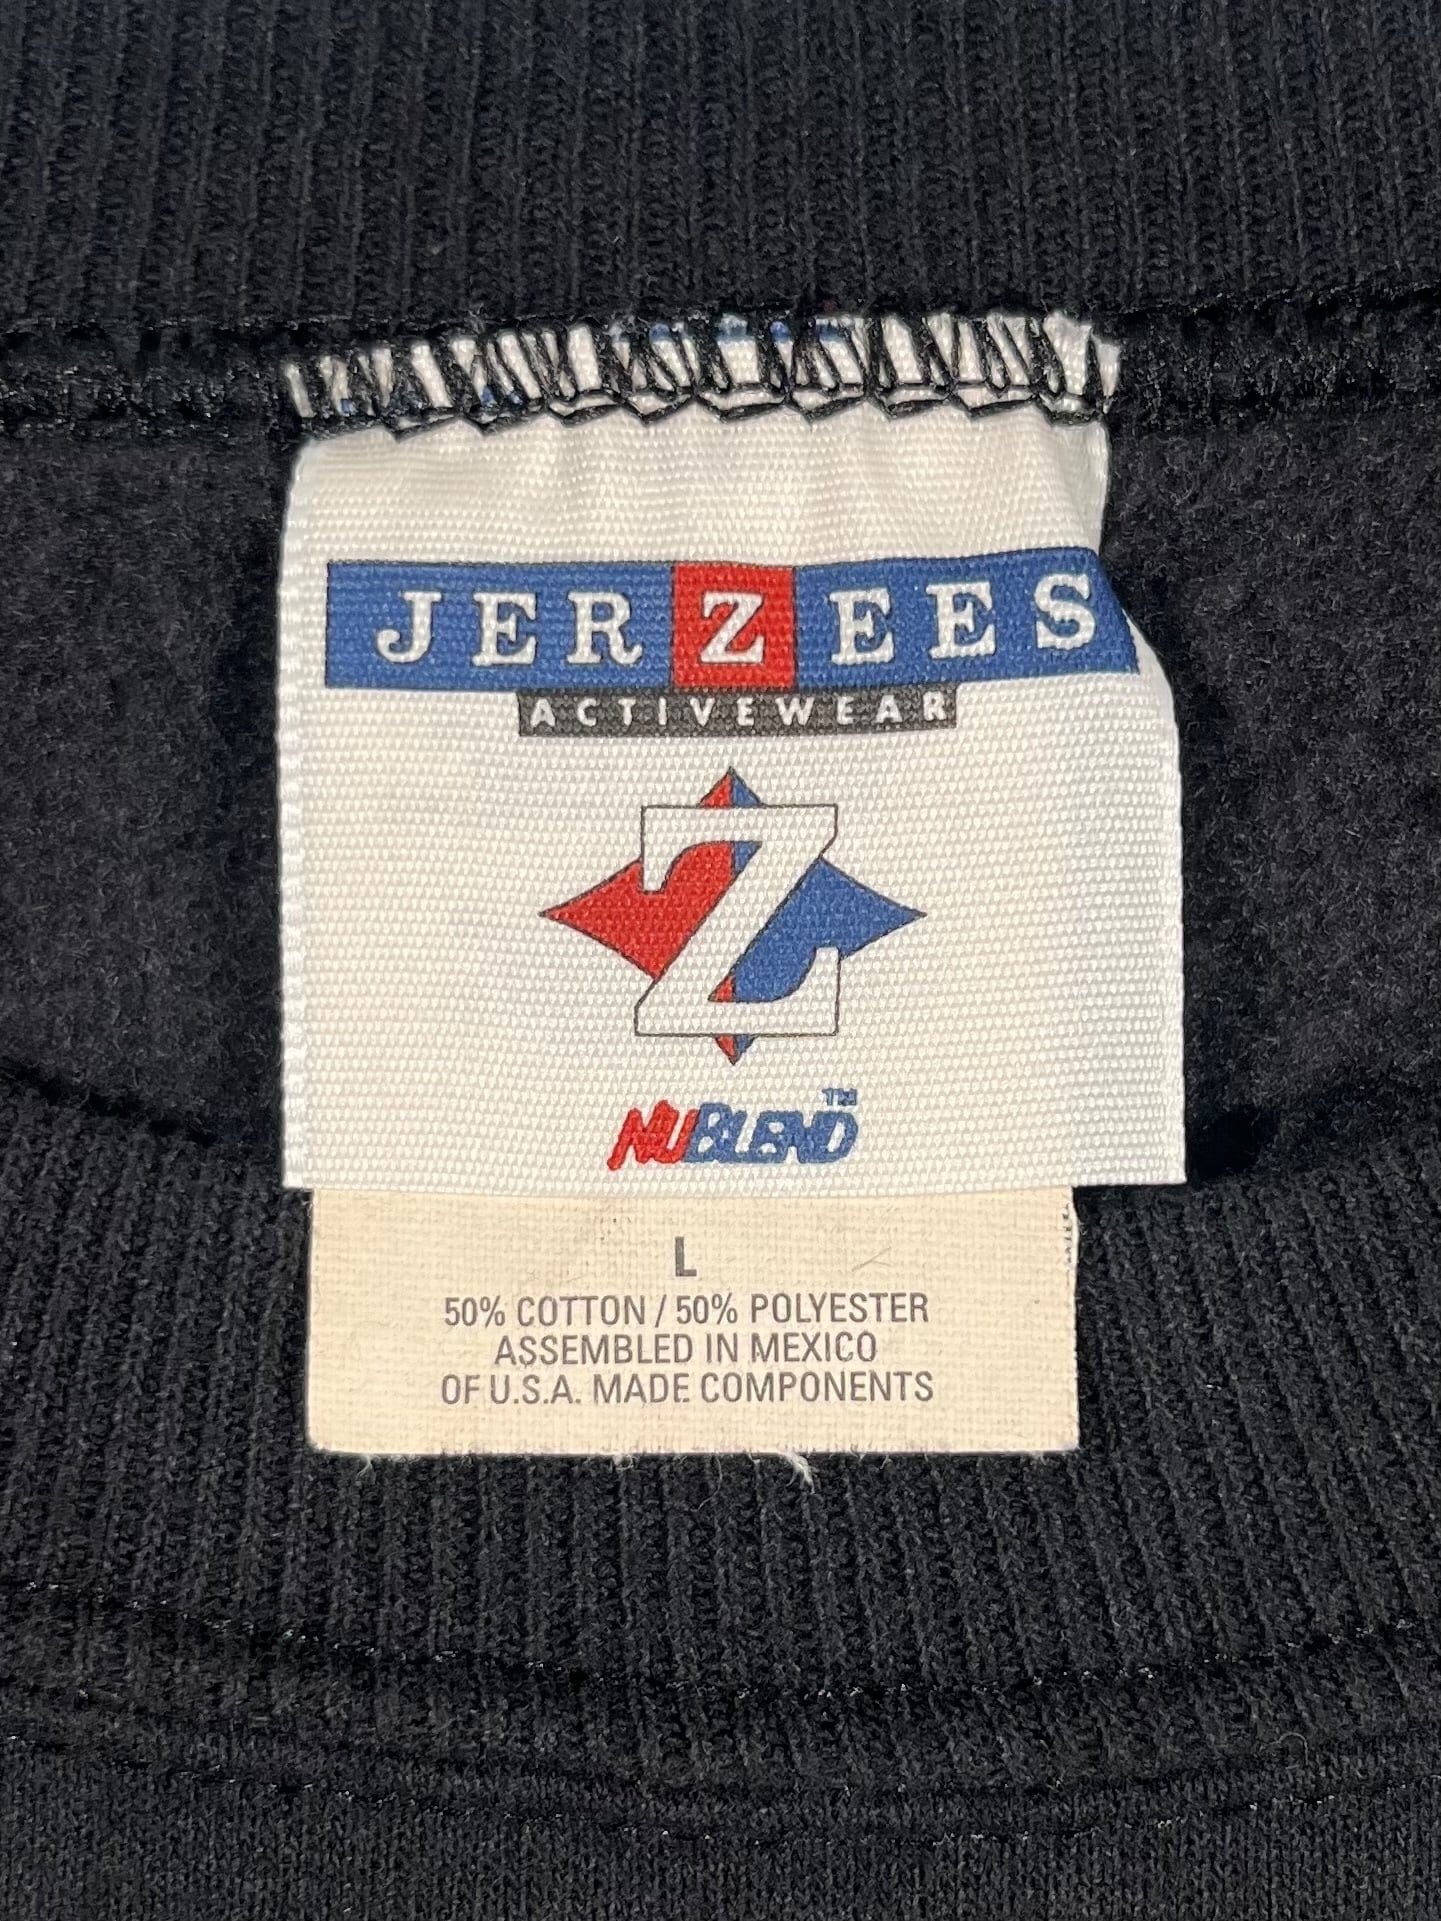 JERZEES
ACTIVEWEAR
Z
NUBLEND™
L
50% COTTON / 50% POLYESTER
ASSEMBLED IN MEXICO
OF U.S.A. MADE COMPONENTS